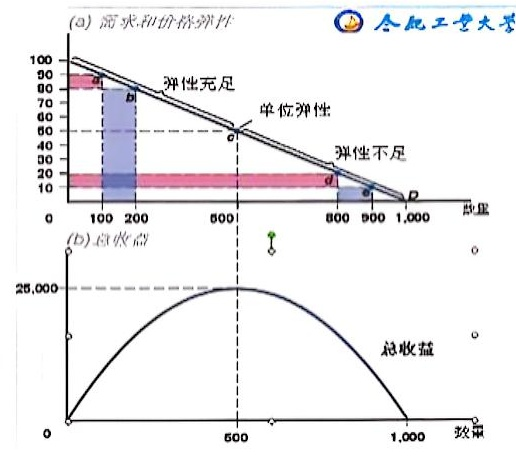 (a) 需求和价格弹性
合肥工业大学
100
90
80
70
60
50
40
30
20
10
0
a
b
c
d
e
D
弹性充足
单位弹性
弹性不足
100 200 500 800 900 1,000 数量
(b) 总收益
25,000
总收益
0 500 1,000 数量